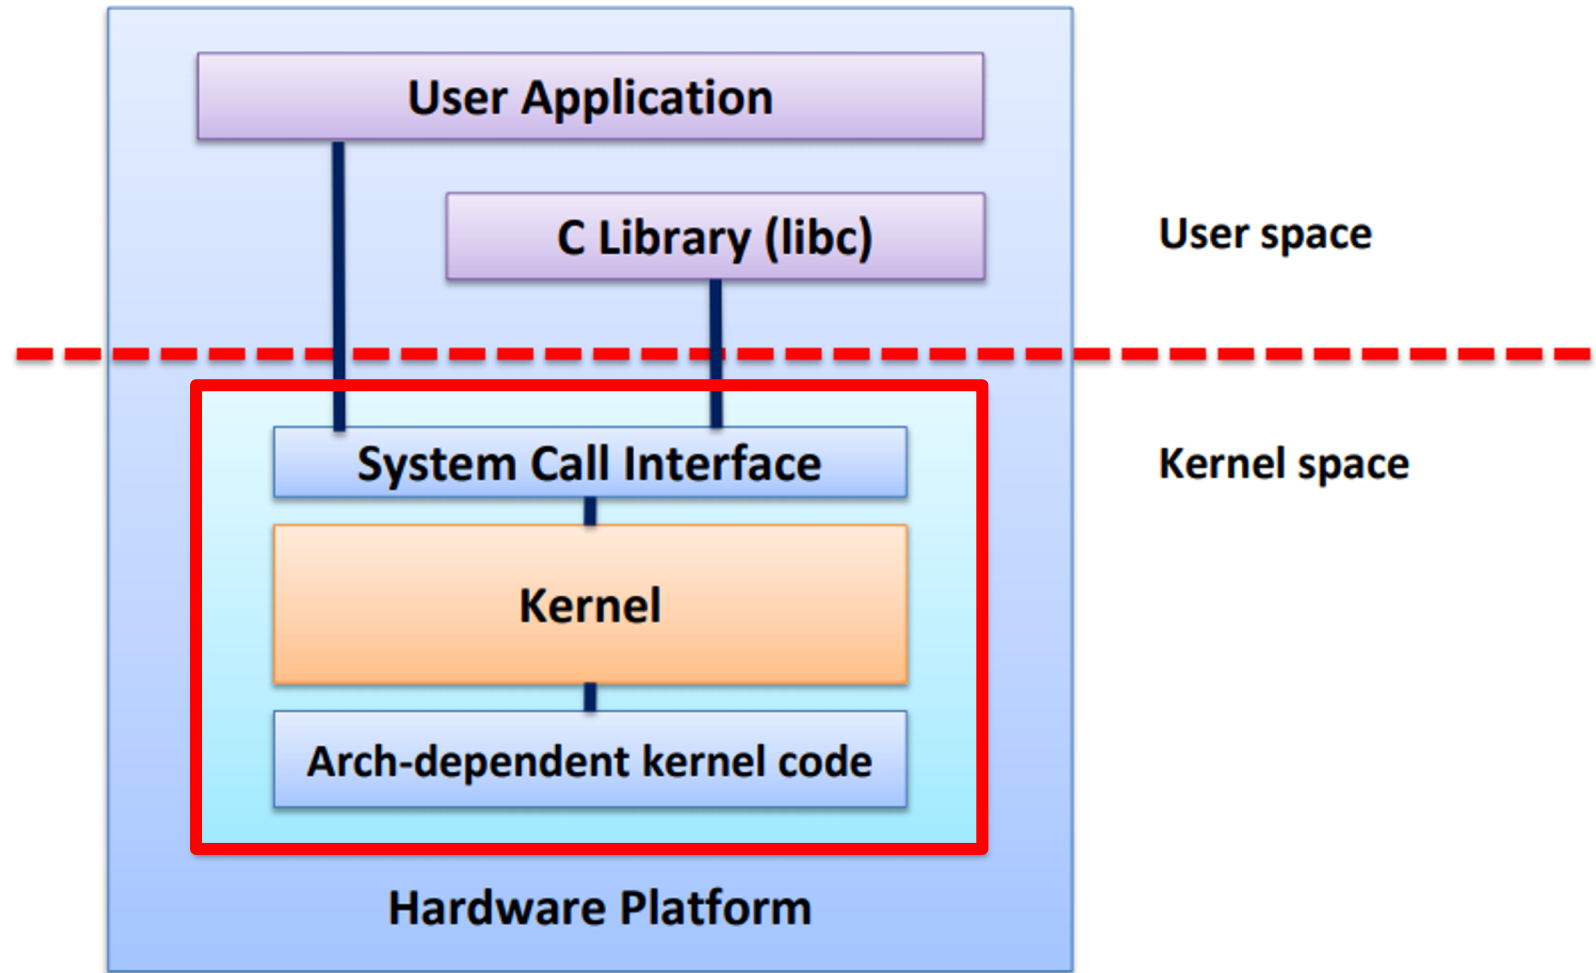 User Application
C Library (libc)
User space
System Call Interface
Kernel space
Kernel
Arch-dependent kernel code
Hardware Platform